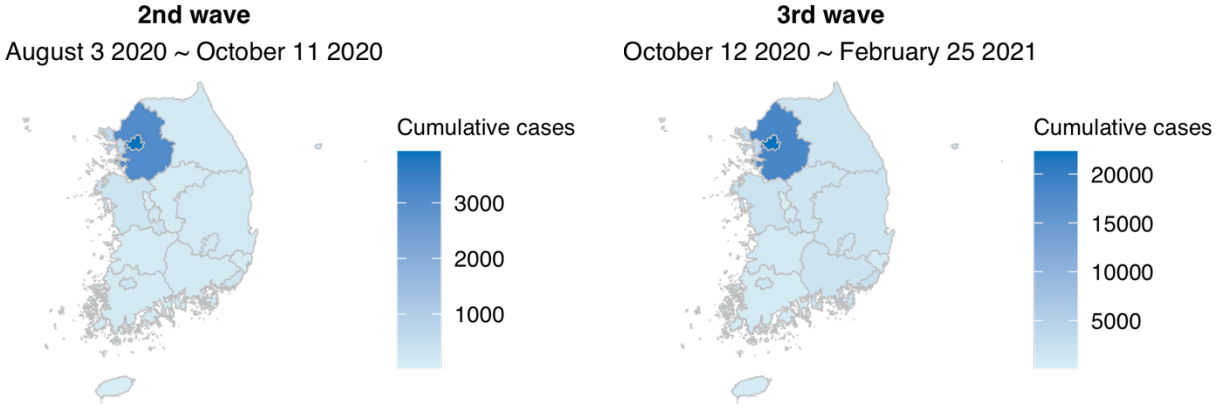 2nd wave
August 3 2020 ~ October 11 2020
Cumulative cases
3000
2000
1000
3rd wave
October 12 2020 ~ February 25 2021
Cumulative cases
20000
15000
10000
5000